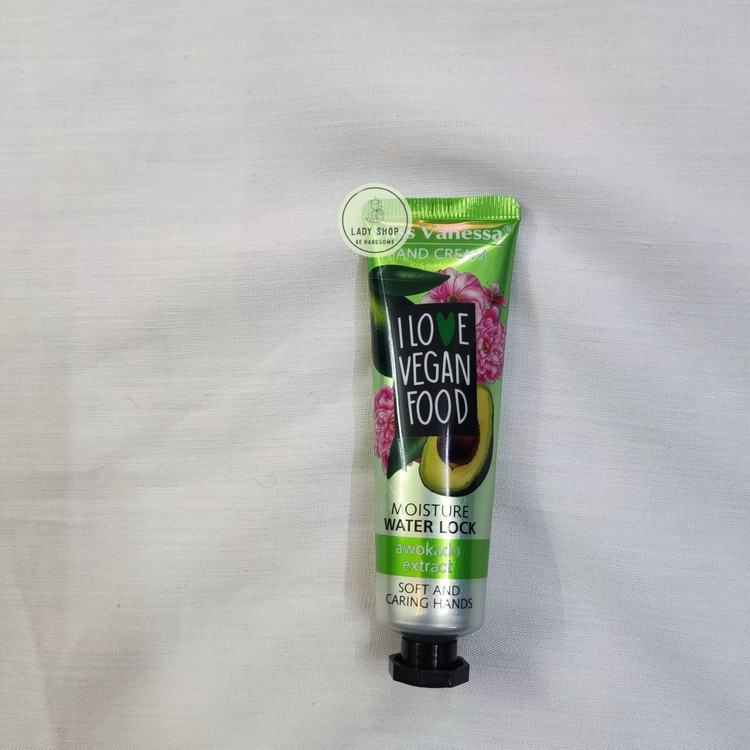 LADY SHOP
BE HANDSOME
Vanessa®
HAND CREAM
I LOVE
VEGAN
FOOD
MOISTURE
WATER LOCK
awokado
extract
SOFT AND
CARING HANDS